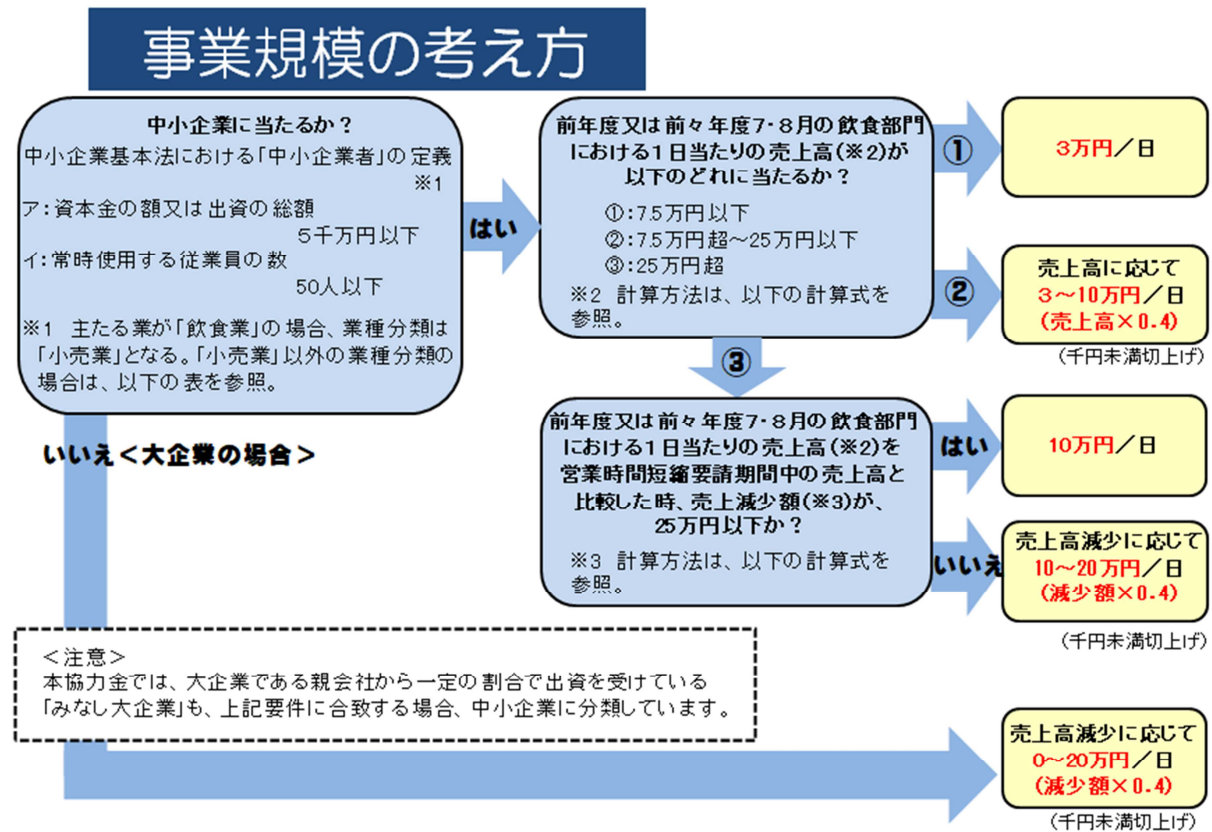 事業規模の考え方
中小企業に当たるか?
中小企業基本法における「中小企業者」の定義
※1
ア:資本金の額又は出資の総額
5千万円以下
イ:常時使用する従業員の数
50人以下
※1 主たる業が「飲食業」の場合、業種分類は
「小売業」となる。「小売業」以外の業種分類の
場合は、以下の表を参照。
はい
前年度又は前々年度7・8月の飲食部門
における1日当たりの売上高(※2)が
以下のどれに当たるか?
①:7.5万円以下
②:7.5万円超~25万円以下
③:25万円超
※2 計算方法は、以下の計算式を
参照。
①
3万円/日
②
売上高に応じて
3~10万円/日
(売上高×0.4)
(千円未満切上げ)
③
前年度又は前々年度7・8月の飲食部門
における1日当たりの売上高(※2)を
営業時間短縮要請期間中の売上高と
比較した時、売上減少額(※3)が、
25万円以下か?
※3 計算方法は、以下の計算式を
参照。
はい
10万円/日
いいえ
売上高減少に応じて
10~20万円/日
(減少額×0.4)
(千円未満切上げ)
いいえ<大企業の場合>
<注意>
本協力金では、大企業である親会社から一定の割合で出資を受けている
「みなし大企業」も、上記要件に合致する場合、中小企業に分類しています。
売上高減少に応じて
0~20万円/日
(減少額×0.4)
(千円未満切上げ)